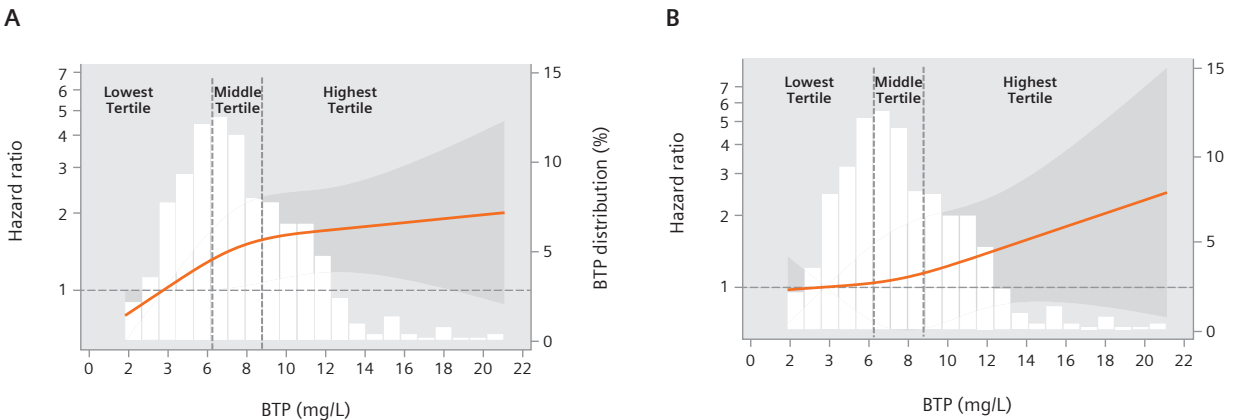 A
Hazard ratio
7
6
5
4
3
2
1
Lowest
Tertile
Middle
Tertile
Highest
Tertile
15
10
5
0
BTP distribution (%)
0 2 3 6 8 10 12 14 16 18 20 22
BTP (mg/L)
B
Hazard ratio
7
6
5
4
3
2
1
Lowest
Tertile
Middle
Tertile
Highest
Tertile
15
10
5
0
0 2 3 6 8 10 12 14 16 18 20 22
BTP (mg/L)